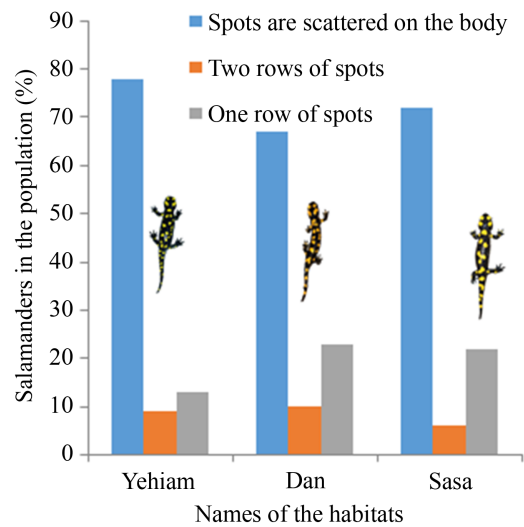 Spots are scattered on the body
Two rows of spots
One row of spots
Salamanders in the population (%)
90
80
70
60
50
40
30
20
10
0
Yehiam Dan Sasa
Names of the habitats